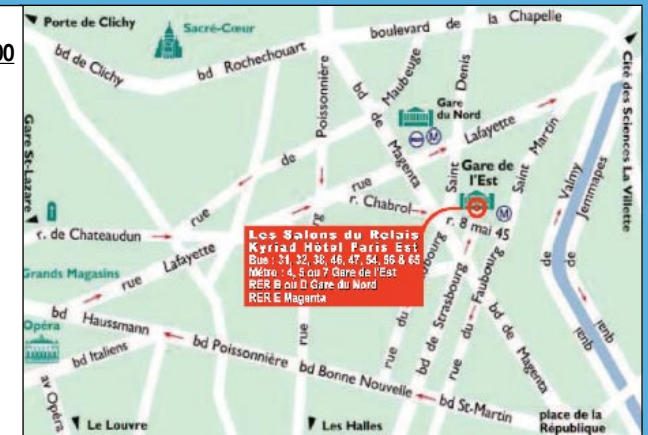 00
Porte de Clichy
Sacré-Cœur
boulevard de la Chapelle
bd de Clichy
bd Rochechouart
Poissonnière
bd de Magenta
Maubeuge
Denis
Gare du Nord
M
Lafayette
Saint Martin
Cité des Sciences La Villette
Gare St-Lazare
rue de
rue
Saint
Gare de l'Est
M
Valmy
Jemmapes
r. Chabrol
r. 8 mai 45
r. de Chateaudun
Les Salons du Relais
Kyriad Hôtel Paris Est
Bus : 31, 32, 38, 46, 47, 54, 56 & 65
Métro : 4, 5 ou 7 Gare de l'Est
RER B ou D Gare du Nord
RER E Magenta
Grands Magasins
rue Lafayette
rue du Faubourg
bd de Strasbourg
rue du Faubourg
bd de Magenta
quai de
quai de
Opéra
bd Haussmann
bd Italiens
bd Poissonnière
bd Bonne Nouvelle
bd St-Martin
av Opéra
Le Louvre
Les Halles
place de la
République